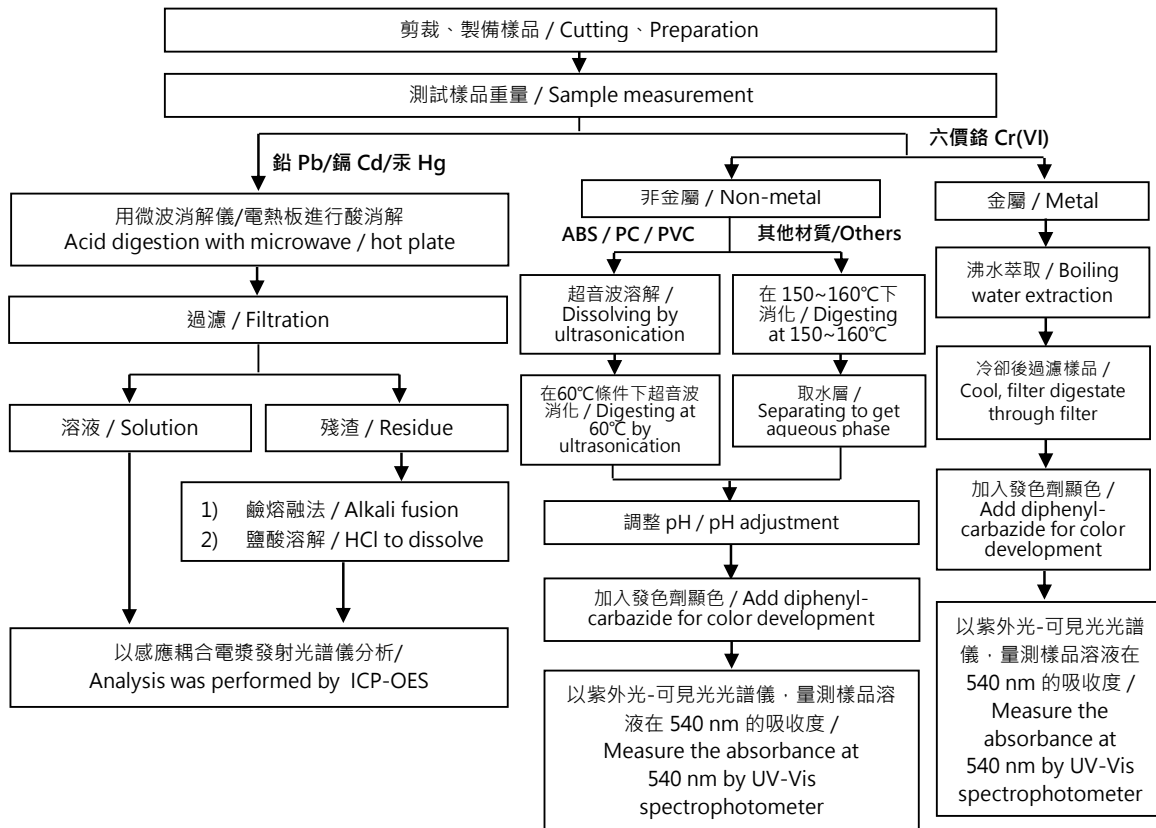 剪裁、製備樣品 / Cutting、Preparation
測試樣品重量 / Sample measurement
鉛 Pb/鎘 Cd/汞 Hg
六價鉻 Cr(VI)
用微波消解儀/電熱板進行酸消解
Acid digestion with microwave / hot plate
過濾 / Filtration
溶液 / Solution
殘渣 / Residue
1) 鹼熔融法 / Alkali fusion
2) 鹽酸溶解 / HCl to dissolve
以感應耦合電漿發射光譜儀分析/
Analysis was performed by ICP-OES
非金屬 / Non-metal
ABS / PC / PVC
其他材質/Others
超音波溶解 /
Dissolving by
ultrasonication
在60℃條件下超音波
消化 / Digesting at
60℃ by
ultrasonication
在 150~160℃下
消化 / Digesting
at 150~160℃
取水層 /
Separating to get
aqueous phase
調整 pH / pH adjustment
加入發色劑顯色 / Add diphenyl-
carbazide for color development
以紫外光-可見光光譜儀，量測樣品溶
液在 540 nm 的吸收度 /
Measure the absorbance at
540 nm by UV-Vis
spectrophotometer
金屬 / Metal
沸水萃取 / Boiling
water extraction
冷卻後過濾樣品 /
Cool, filter digestate
through filter
加入發色劑顯色 /
Add diphenyl-
carbazide for color
development
以紫外光-可見光光譜
儀，量測樣品溶液在
540 nm 的吸收度 /
Measure the
absorbance at
540 nm by UV-Vis
spectrophotometer